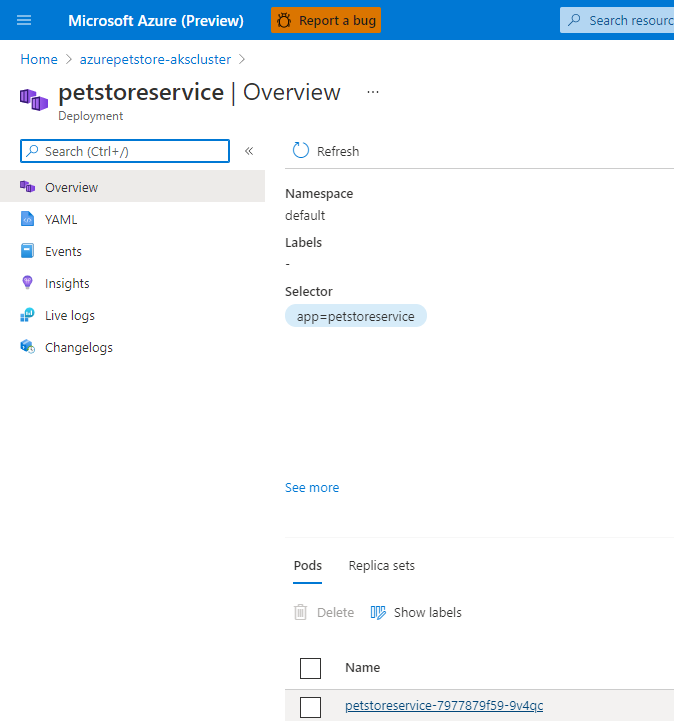 Microsoft Azure (Preview)
Report a bug
Search resourc
Home > azurepetstore-akscluster >
petstoreservice | Overview ...
Deployment
Search (Ctrl+/)
«
Refresh
Overview
YAML
Events
Insights
Live logs
Changelogs
Namespace
default
Labels
-
Selector
app=petstoreservice
See more
Pods
Replica sets
Delete
Show labels
Name
petstoreservice-7977879f59-9v4qc